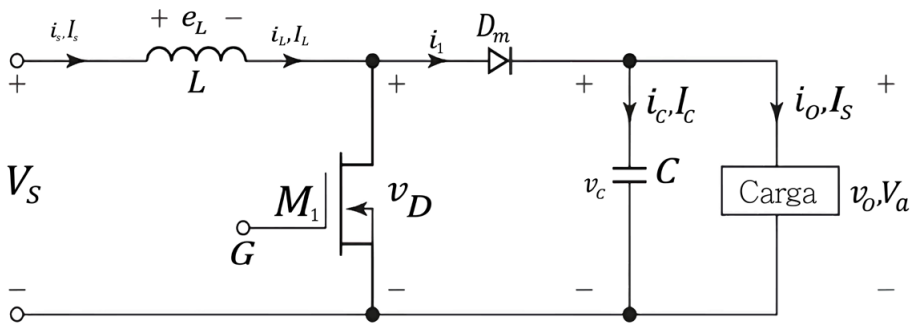 + e_L −
i_s,I_s
i_L,I_L
i_1
D_m
L
+
+
+
+
i_C,I_C
i_O,I_S
V_S
M_1
v_D
v_C
C
Carga
v_O,V_a
G
−
−
−
−